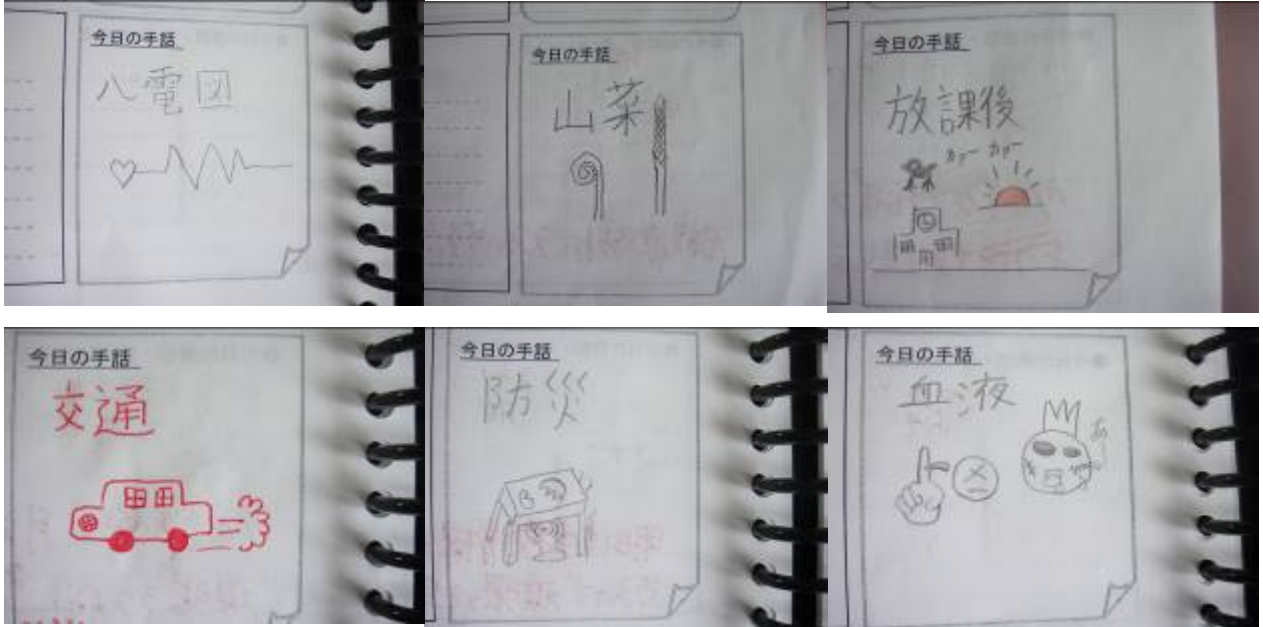 今日の手話
八電図
今日の手話
山菜
今日の手話
放課後
カァー カァー
今日の手話
交通
今日の手話
防災
今日の手話
血液
あ